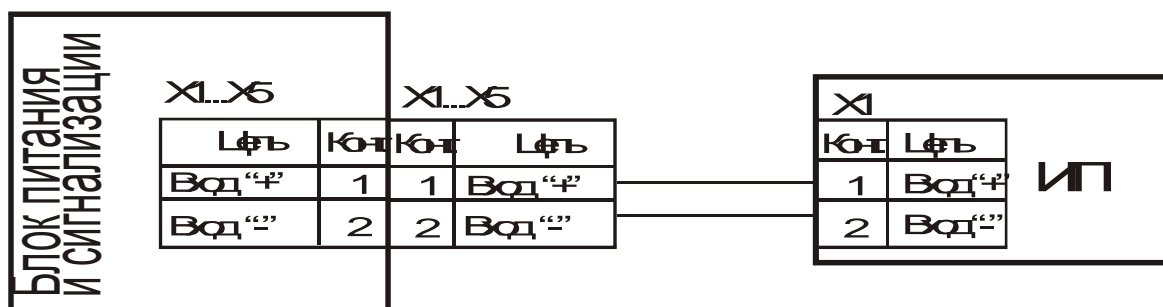 Блок питания
и сигнализации
X1...X5
Цепь Конт
Вход “+” 1
Вход “-” 2
X1...X5
Конт Цепь
1 Вход “+”
2 Вход “-”
X1
Конт Цепь
1 Вход “+”
2 Вход “-”
ИП